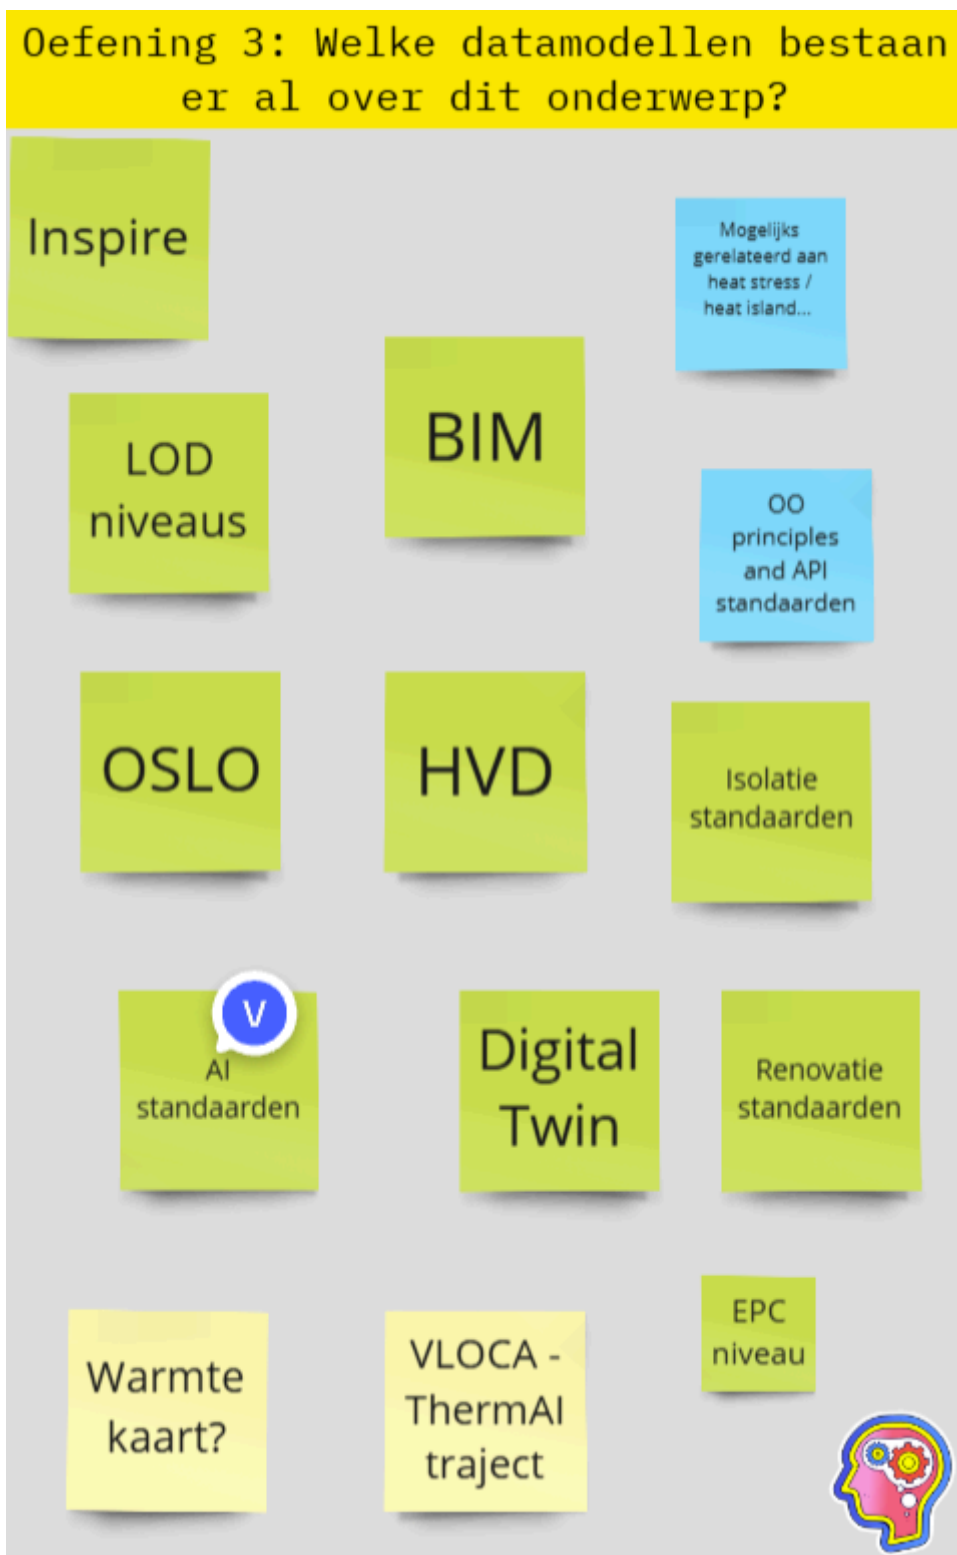 Oefening 3: Welke datamodellen bestaan
er al over dit onderwerp?
Inspire
Mogelijks
gerelateerd aan
heat stress /
heat island...
LOD
niveaus
BIM
OO
principles
and API
standaarden
OSLO
HVD
Isolatie
standaarden
V
AI
standaarden
Digital
Twin
Renovatie
standaarden
Warmte
kaart?
VLOCA -
ThermAI
traject
EPC
niveau